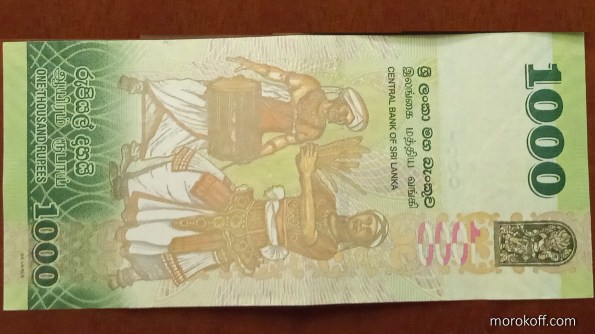 1000
ශ්‍රී ලංකා මහ බැංකුව
இலங்கை மத்திய வங்கி
CENTRAL BANK OF SRI LANKA
රුපියල් දහසයි
ஆயிரம் ரூபாய்
ONE THOUSAND RUPEES
1000
morokoff.com